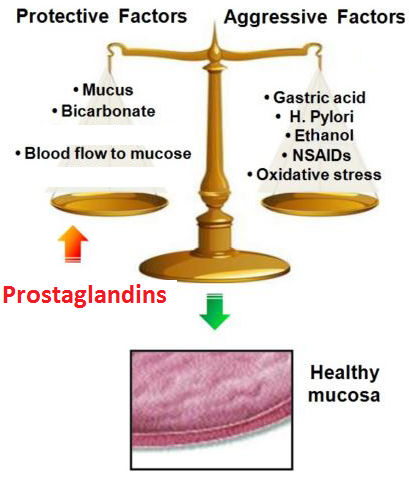 Protective Factors
Aggressive Factors
• Mucus
• Bicarbonate
• Blood flow to mucose
• Gastric acid
• H. Pylori
• Ethanol
• NSAIDs
• Oxidative stress
Prostaglandins
Healthy
mucosa